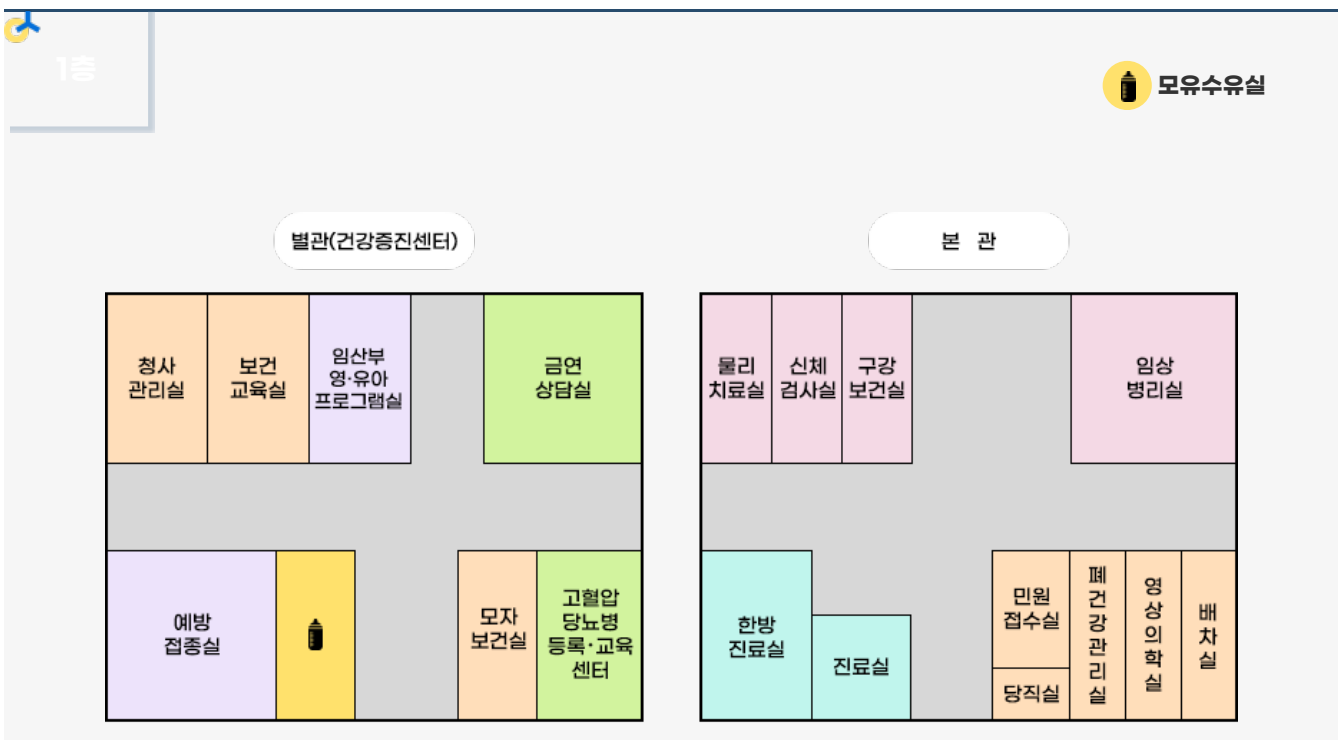 1층
모유수유실
별관(건강증진센터)
본 관
청사
관리실
보건
교육실
임산부
영·유아
프로그램실
금연
상담실
예방
접종실
모자
보건실
고혈압
당뇨병
등록·교육
센터
물리
치료실
신체
검사실
구강
보건실
임상
병리실
한방
진료실
진료실
민원
접수실
당직실
폐건강관리실
영상의학실
배차실